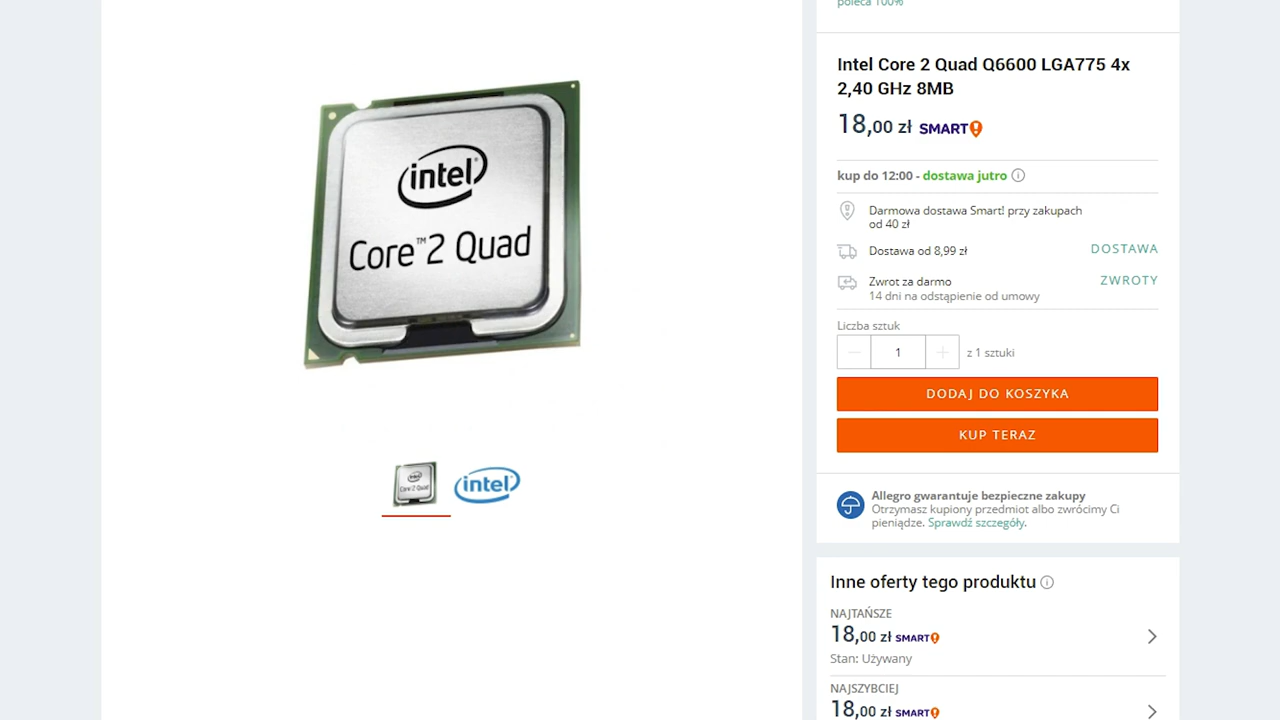 poleca 100%
Intel Core 2 Quad Q6600 LGA775 4x
2,40 GHz 8MB
18,00 zł SMART!
kup do 12:00 - dostawa jutro
Darmowa dostawa Smart! przy zakupach
od 40 zł
Dostawa od 8,99 zł DOSTAWA
Zwrot za darmo ZWROTY
14 dni na odstąpienie od umowy
Liczba sztuk
1 z 1 sztuki
DODAJ DO KOSZYKA
KUP TERAZ
Allegro gwarantuje bezpieczne zakupy
Otrzymasz kupiony przedmiot albo zwrócimy Ci
pieniądze. Sprawdź szczegóły.
Inne oferty tego produktu
NAJTAŃSZE
18,00 zł SMART!
Stan: Używany
NAJSZYBCIEJ
18,00 zł SMART!
intel
Core™2 Quad
intel
Core 2 Quad
intel